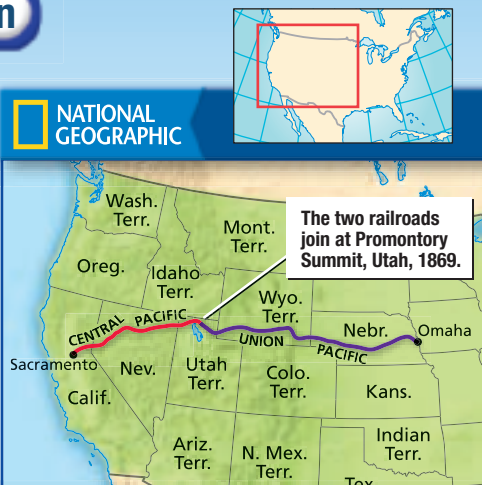 n
NATIONAL
GEOGRAPHIC
Wash.
Terr.
Mont.
Terr.
The two railroads
join at Promontory
Summit, Utah, 1869.
Oreg.
Idaho
Terr.
Wyo.
Terr.
CENTRAL PACIFIC
UNION PACIFIC
Nebr.
Omaha
Sacramento
Nev.
Utah
Terr.
Colo.
Terr.
Kans.
Calif.
Ariz.
Terr.
N. Mex.
Terr.
Indian
Terr.
Tex.